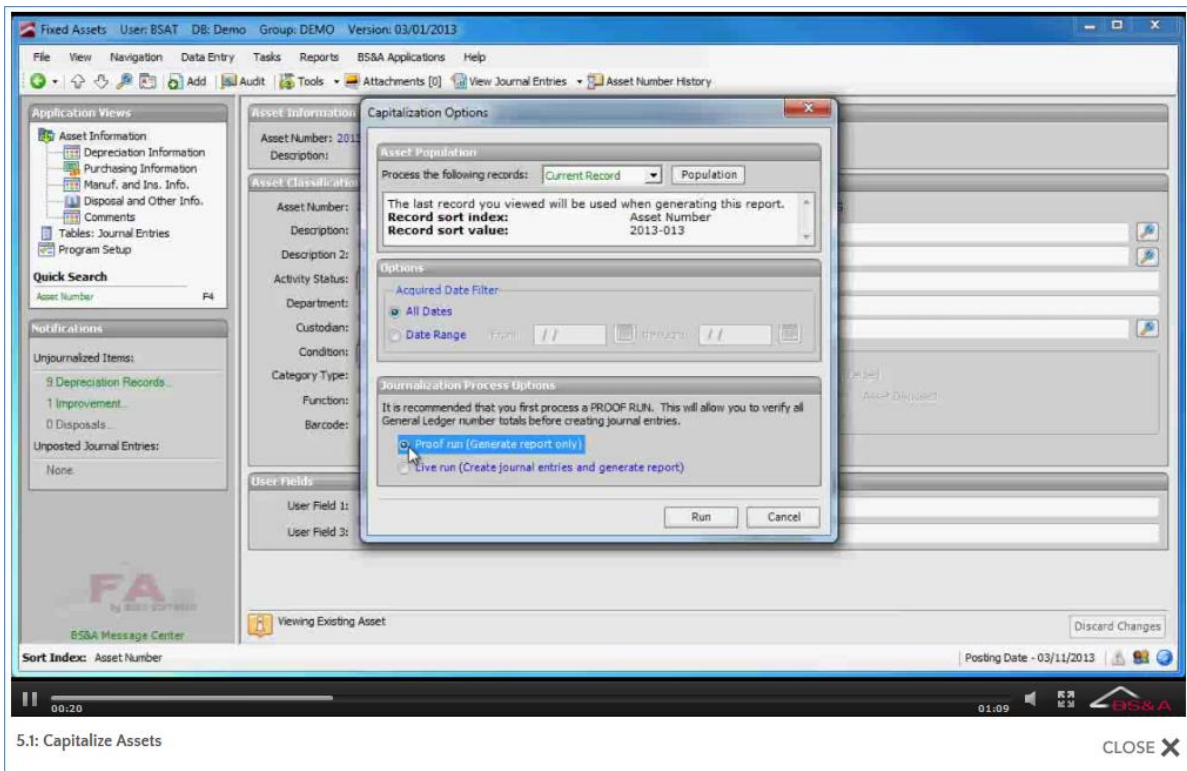 Fixed Assets User: BSAT DB: Demo Group: DEMO Version: 03/01/2013
File View Navigation Data Entry Tasks Reports BS&A Applications Help
Add Audit Tools Attachments [0] View Journal Entries Asset Number History
Application Views
Asset Information
Depreciation Information
Purchasing Information
Manuf. and Ins. Info.
Disposal and Other Info.
Comments
Tables: Journal Entries
Program Setup
Quick Search
Asset Number F4
Notifications
Unjournalized Items:
9 Depreciation Records...
1 Improvement...
0 Disposals...
Unposted Journal Entries:
None
FA
BS&A Message Center
Asset Information
Asset Number: 201
Description:
Asset Classification
Asset Number:
Description:
Description 2:
Activity Status:
Department:
Custodian:
Condition:
Category Type:
Function:
Barcode:
User Fields
User Field 1:
User Field 3:
Capitalization Options
Asset Population
Process the following records: Current Record Population
The last record you viewed will be used when generating this report.
Record sort index: Asset Number
Record sort value: 2013-013
Options
Acquired Date Filter
All Dates
Date Range From: / / through: / /
Journalization Process Options
It is recommended that you first process a PROOF RUN. This will allow you to verify all
General Ledger number totals before creating journal entries.
Proof run (Generate report only)
Live run (Create journal entries and generate report)
Run Cancel
Asset Disposed
Viewing Existing Asset
Discard Changes
Sort Index: Asset Number
Posting Date - 03/11/2013
00:20
01:09
BS&A
5.1: Capitalize Assets
CLOSE